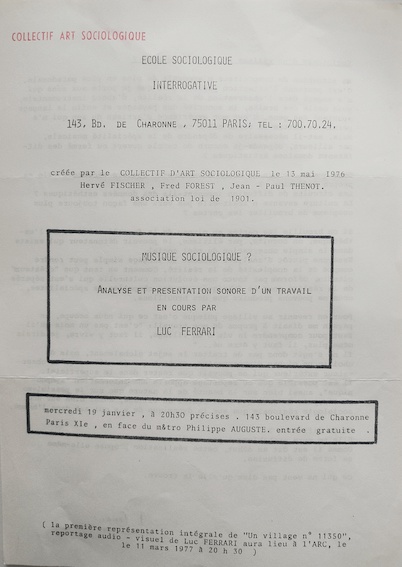 COLLECTIF ART SOCIOLOGIQUE
ECOLE SOCIOLOGIQUE
INTERROGATIVE
143, BD. DE CHARONNE , 75011 PARIS; TEL : 700.70.24.
créée par le COLLECTIF D'ART SOCIOLOGIQUE le 13 mai 1976
Hervé FISCHER , Fred FOREST , Jean - Paul THENOT.
association loi de 1901.
MUSIQUE SOCIOLOGIQUE ?
ANALYSE ET PRESENTATION SONORE D'UN TRAVAIL
EN COURS PAR
LUC FERRARI
mercredi 19 janvier , à 20h30 précises . 143 boulevard de Charonne
Paris XIe , en face du m&tro Philippe AUGUSTE. entrée gratuite .
( la première représentation intégrale de "Un village n° 11350",
reportage audio - visuel de Luc FERRARI aura lieu à l'ARC, le
le 11 mars 1977 à 20 h 30 )